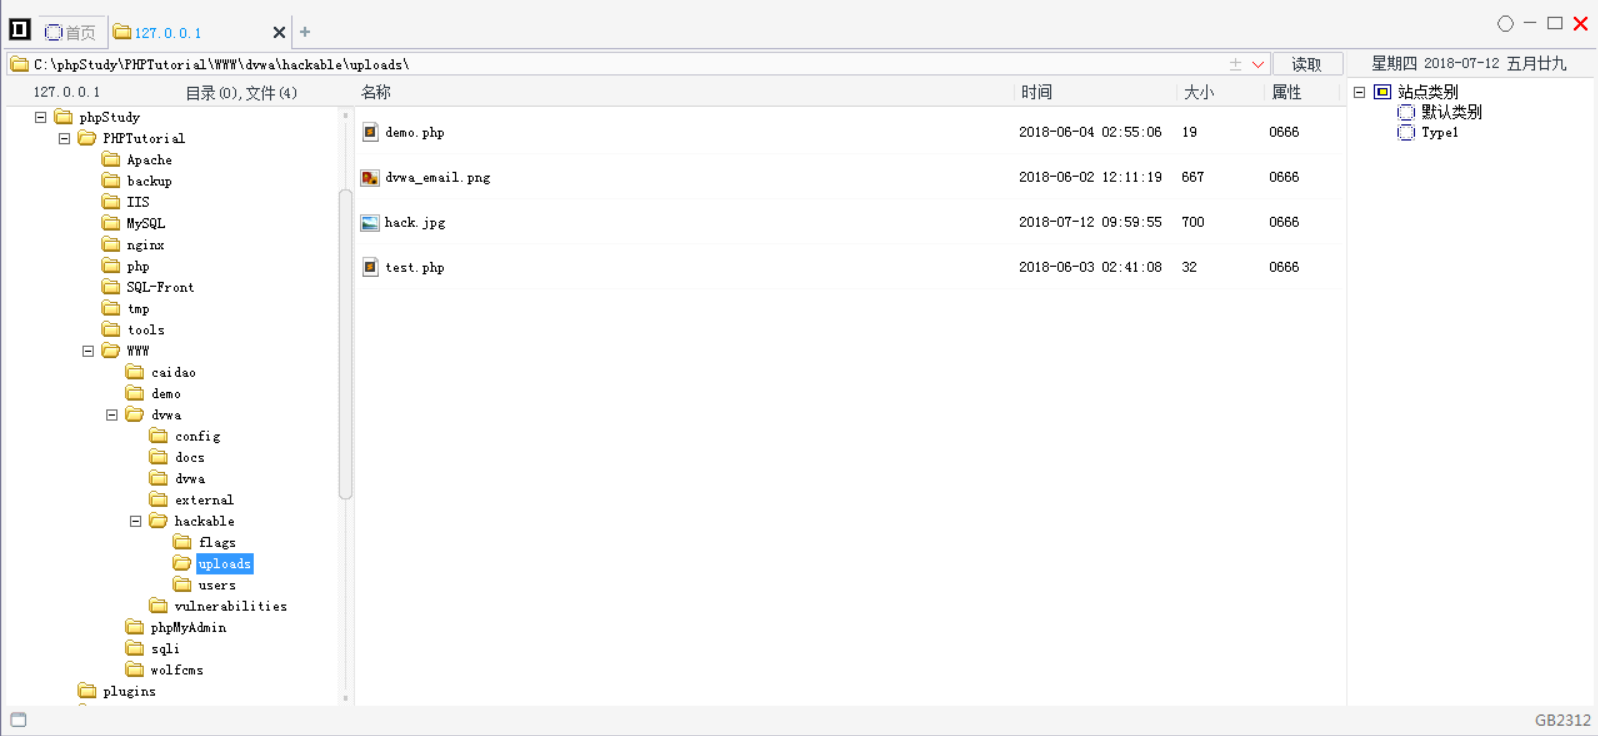 首页 127.0.0.1
C:\phpStudy\PHPTutorial\WWW\dvwa\hackable\uploads\ 读取 星期四 2018-07-12 五月廿九
127.0.0.1 目录(0),文件(4) 名称 时间 大小 属性
phpStudy
PHPTutorial
Apache
backup
IIS
MySQL
nginx
php
SQL-Front
tmp
tools
WWW
caidao
demo
dvwa
config
docs
dvwa
external
hackable
flags
uploads
users
vulnerabilities
phpMyAdmin
sqli
wolfcms
plugins
demo.php 2018-06-04 02:55:06 19 0666
dvwa_email.png 2018-06-02 12:11:19 667 0666
hack.jpg 2018-07-12 09:59:55 700 0666
test.php 2018-06-03 02:41:08 32 0666
站点类别
默认类别
Type1
GB2312